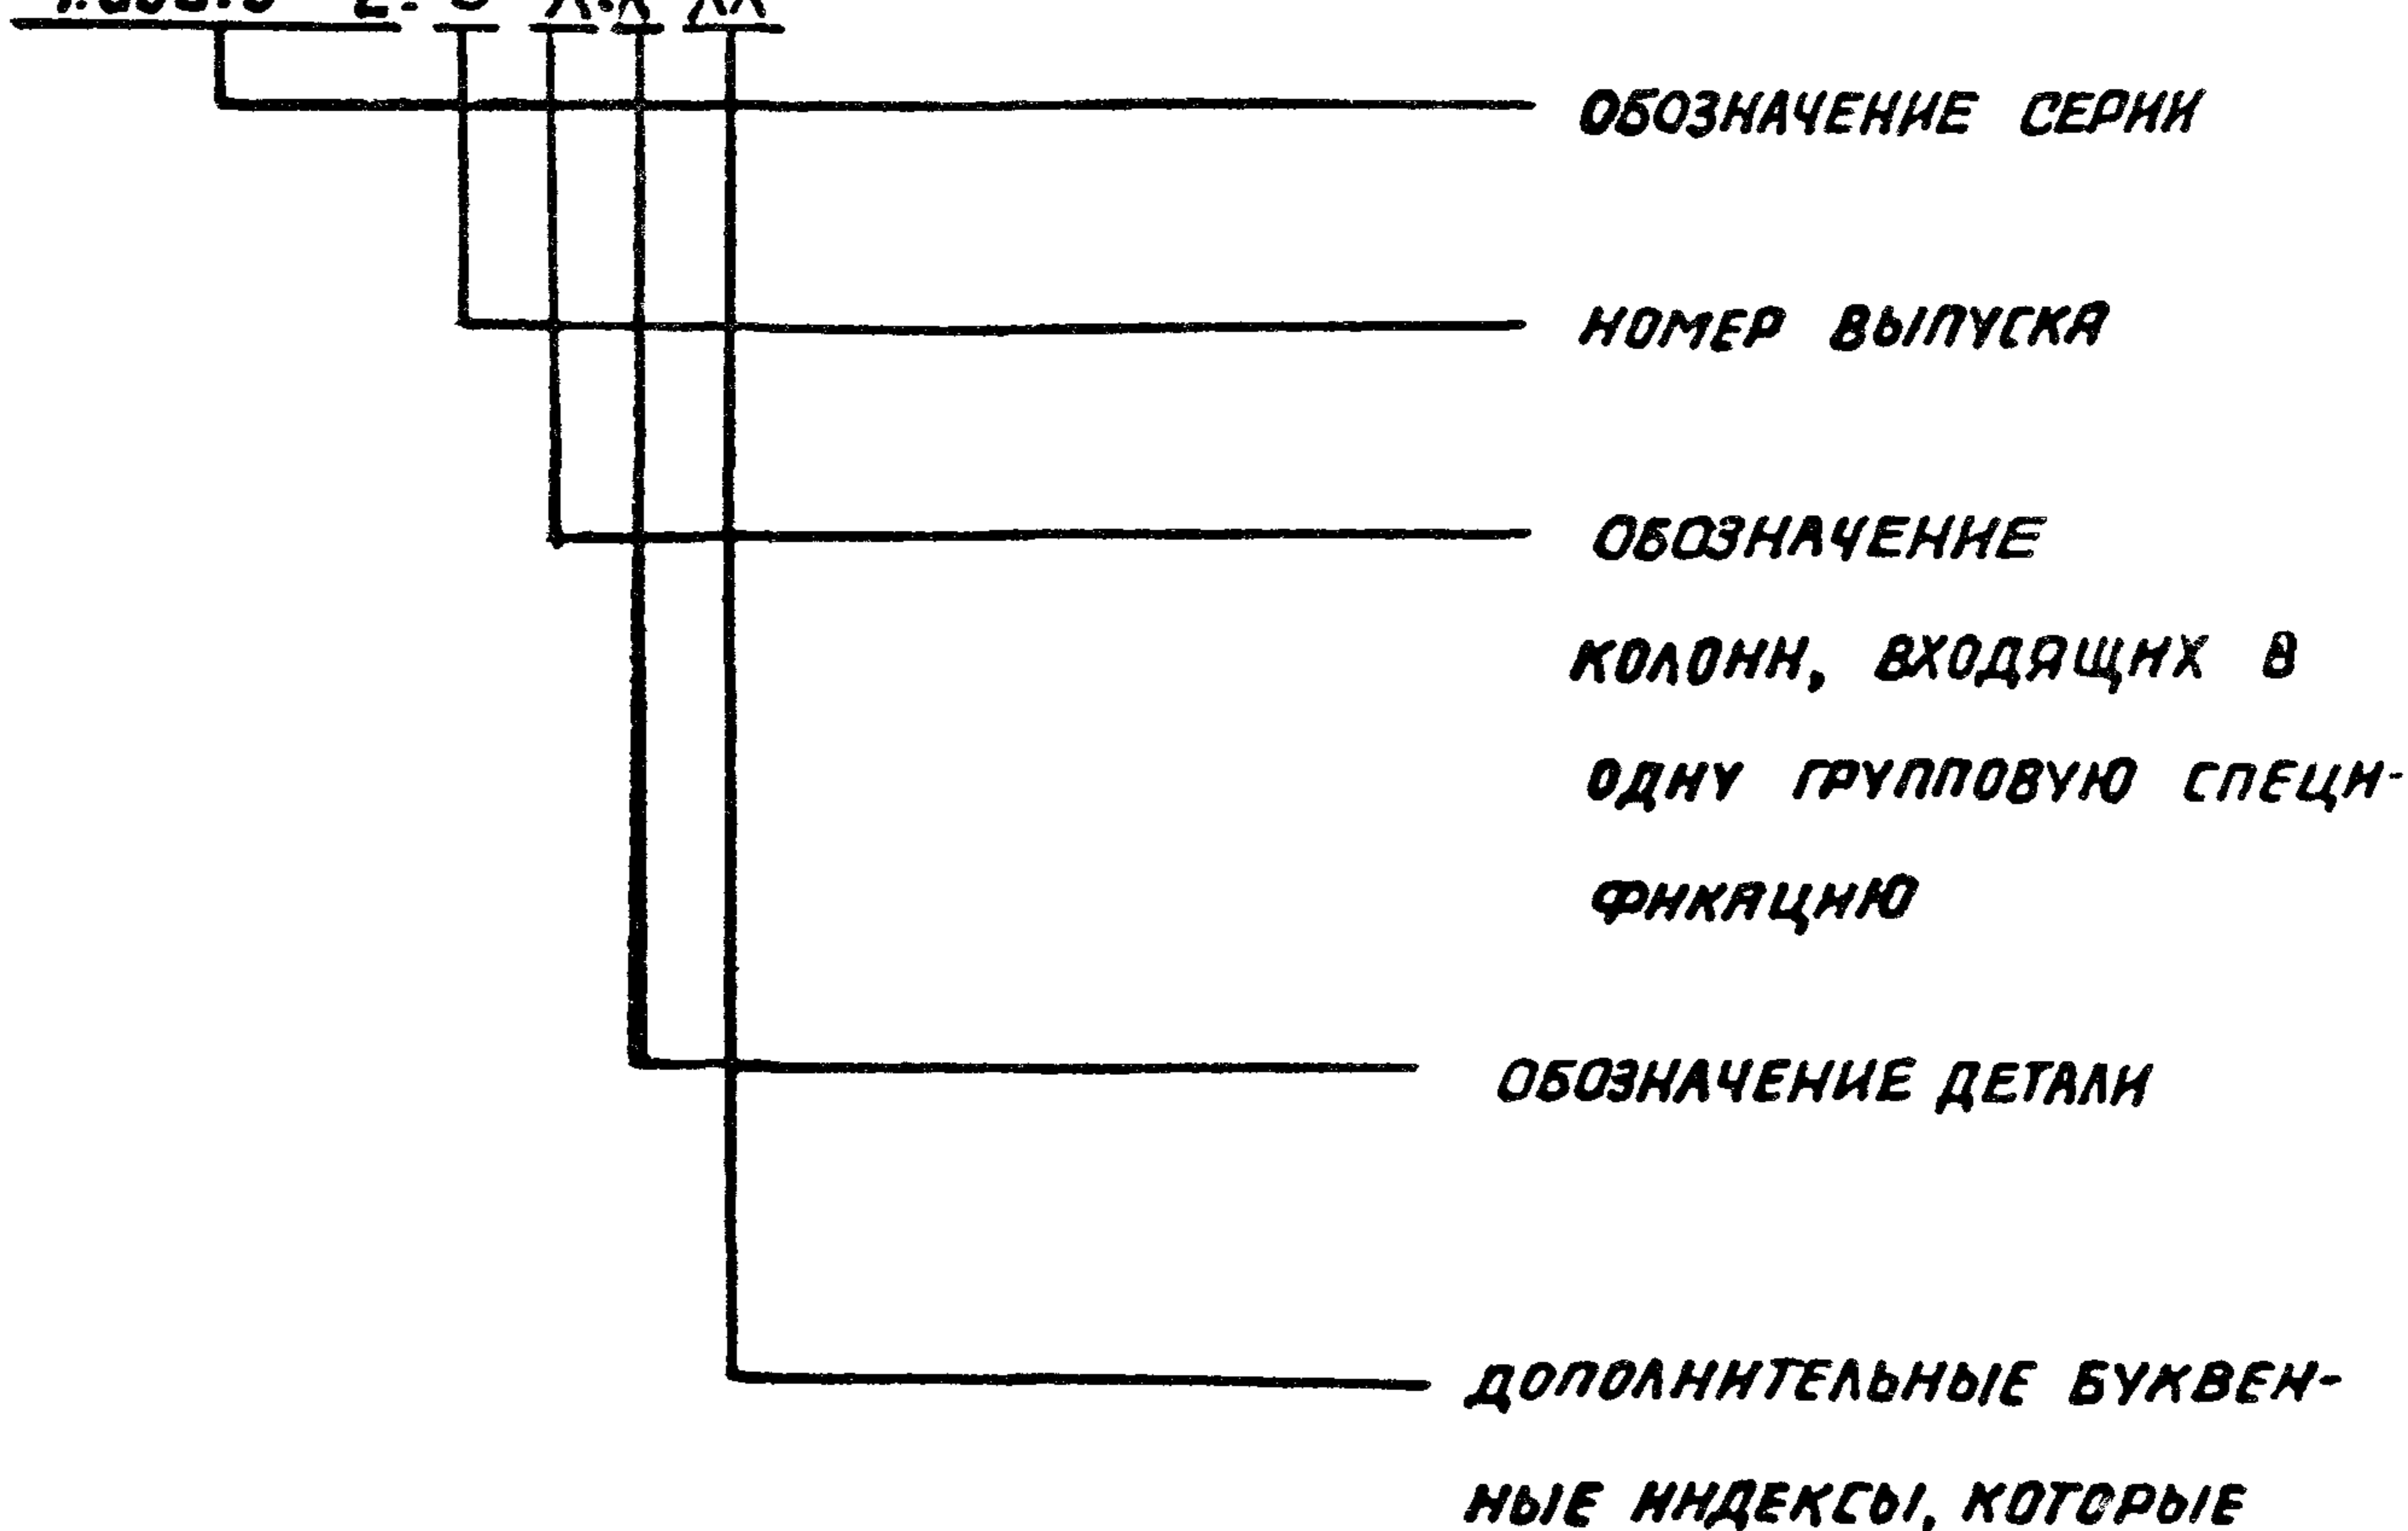 ОБОЗНАЧЕНИЕ СЕРИИ
НОМЕР ВЫПУСКА
ОБОЗНАЧЕНИЕ
КОЛОНН, ВХОДЯЩИХ В
ОДНУ ГРУППОВУЮ СПЕЦИ-
ФИКАЦИЮ
ОБОЗНАЧЕНИЕ ДЕТАЛИ
ДОПОЛНИТЕЛЬНЫЕ БУКВЕН-
НЫЕ ИНДЕКСЫ, КОТОРЫЕ